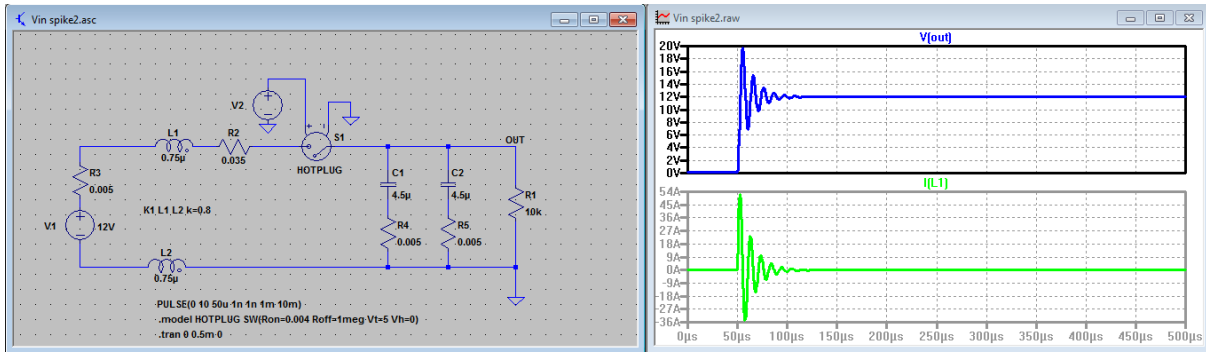 Vin spike2.asc
V2
L1
0.75µ
R2
0.035
S1
HOTPLUG
OUT
R3
0.005
C1
4.5µ
C2
4.5µ
R1
10k
K1 L1 L2 k=0.8
V1
12V
R4
0.005
R5
0.005
L2
0.75µ
PULSE(0 10 50u 1n 1n 1m 10m)
.model HOTPLUG SW(Ron=0.004 Roff=1meg Vt=5 Vh=0)
.tran 0 0.5m 0
Vin spike2.raw
V(out)
20V
18V
16V
14V
12V
10V
8V
6V
4V
2V
0V
I(L1)
54A
45A
36A
27A
18A
9A
0A
-9A
-18A
-27A
-36A
0µs 50µs 100µs 150µs 200µs 250µs 300µs 350µs 400µs 450µs 500µs